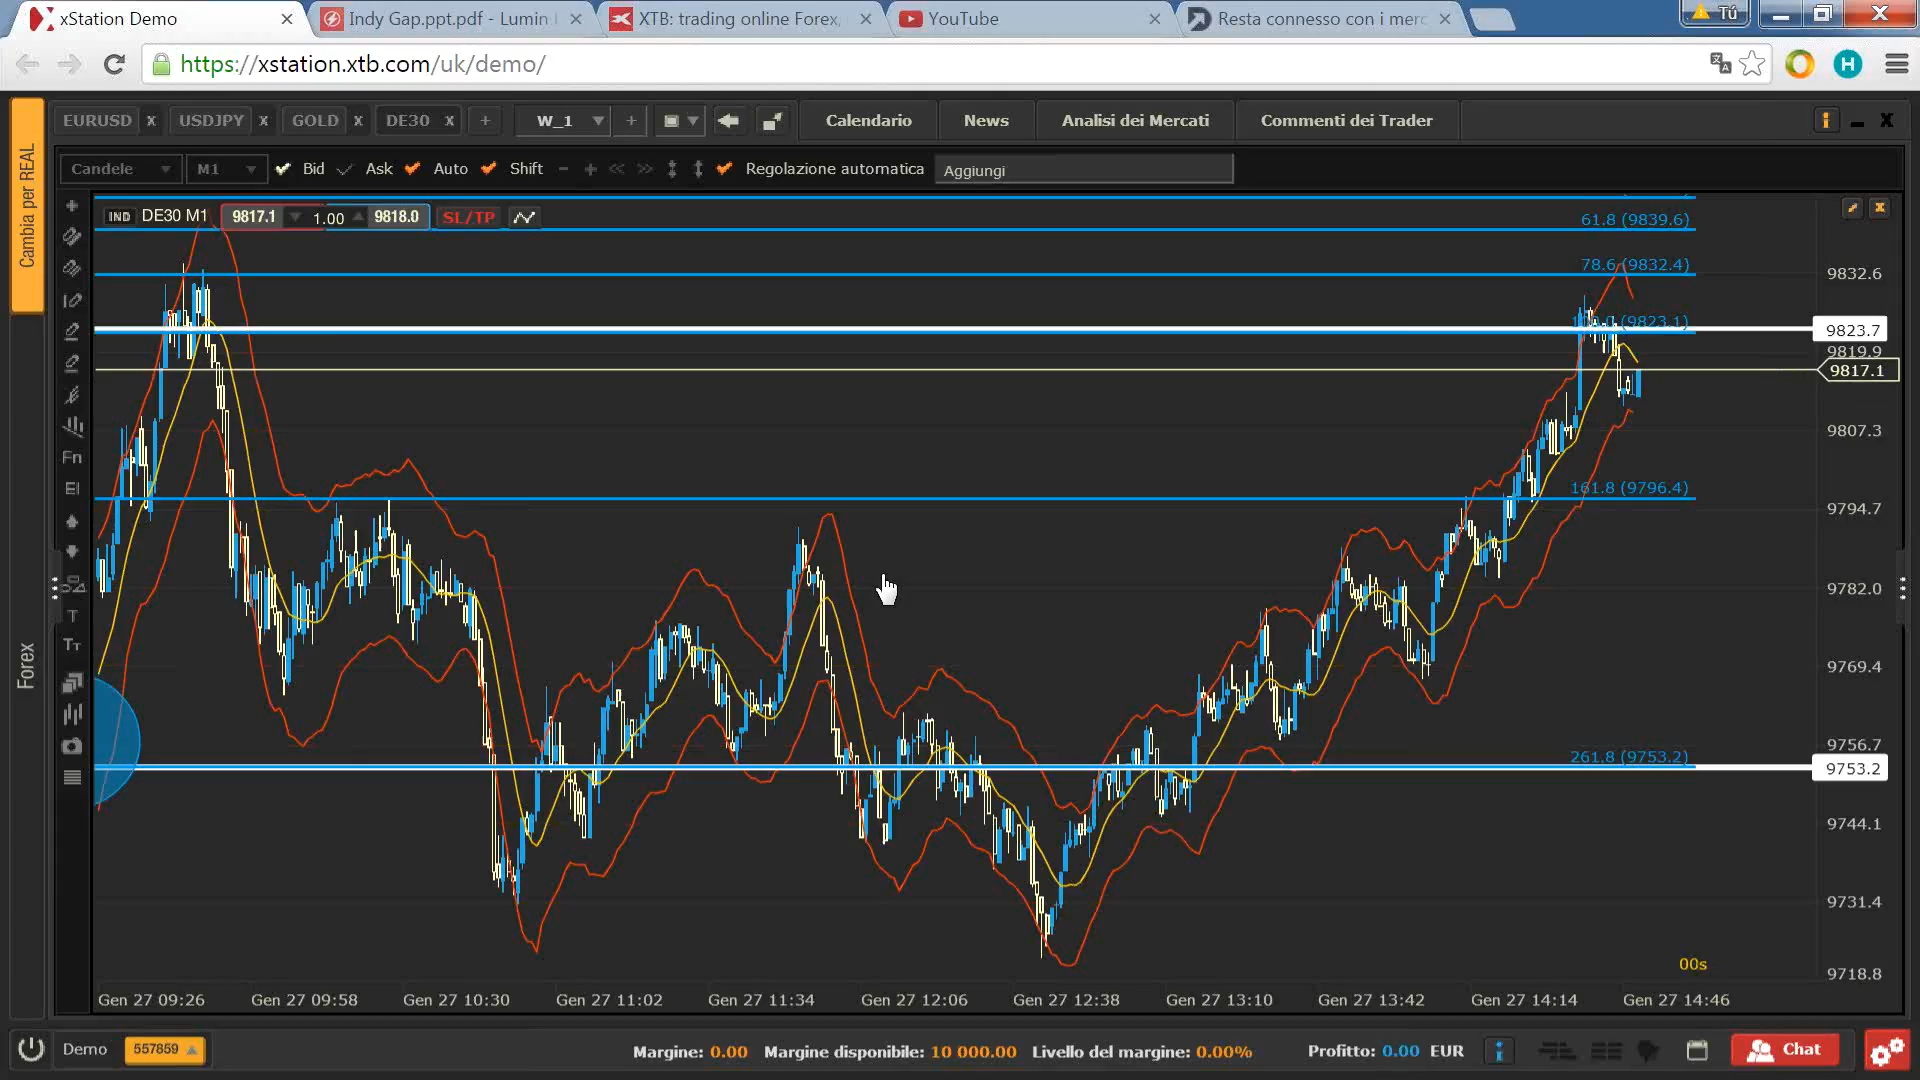 xStation Demo
Indy Gap.ppt.pdf - Lumin
XTB: trading online Forex,
YouTube
Resta connesso con i merc
Tú
https://xstation.xtb.com/uk/demo/
H
EURUSD x USDJPY x GOLD x DE30 x + W_1 +
Calendario News Analisi dei Mercati Commenti dei Trader
Cambia per REAL
Candele M1 Bid Ask Auto Shift Regolazione automatica Aggiungi
IND DE30 M1 9817.1 1.00 9818.0 SL/TP
61.8 (9839.6)
78.6 (9832.4)
9832.6
(9823.1)
9823.7
9819.9
9817.1
9807.3
161.8 (9796.4)
9794.7
9782.0
9769.4
9756.7
261.8 (9753.2)
9753.2
9744.1
9731.4
9718.8
00s
Fn
EI
T
TT
Forex
Gen 27 09:26 Gen 27 09:58 Gen 27 10:30 Gen 27 11:02 Gen 27 11:34 Gen 27 12:06 Gen 27 12:38 Gen 27 13:10 Gen 27 13:42 Gen 27 14:14 Gen 27 14:46
Demo 557859 Margine: 0.00 Margine disponibile: 10 000.00 Livello del margine: 0.00% Profitto: 0.00 EUR Chat